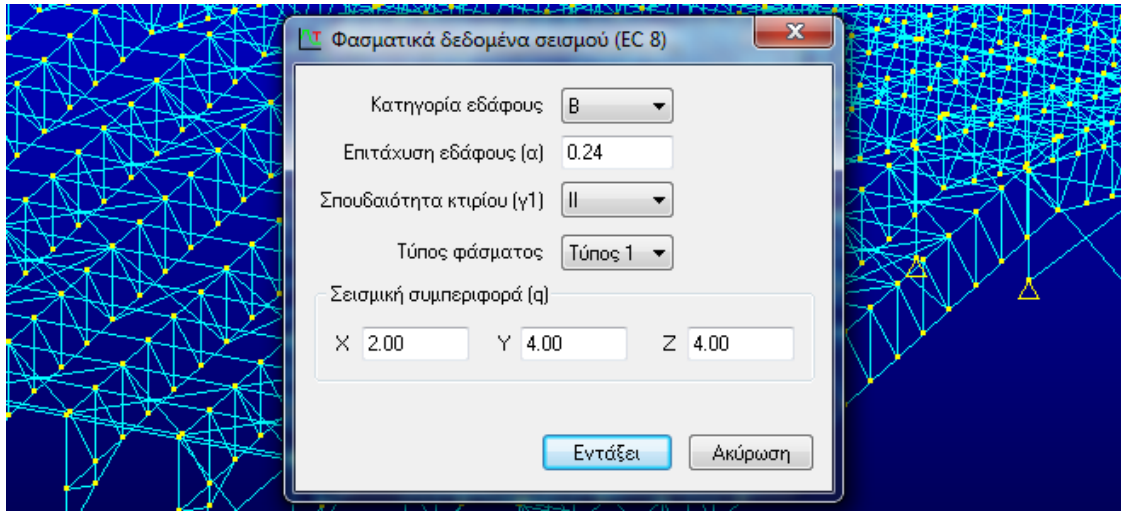 Φασματικά δεδομένα σεισμού (EC 8)
Κατηγορία εδάφους B
Επιτάχυση εδάφους (α) 0.24
Σπουδαιότητα κτιρίου (γ1) II
Τύπος φάσματος Τύπος 1
Σεισμική συμπεριφορά (q)
X 2.00 Y 4.00 Z 4.00
Εντάξει Ακύρωση